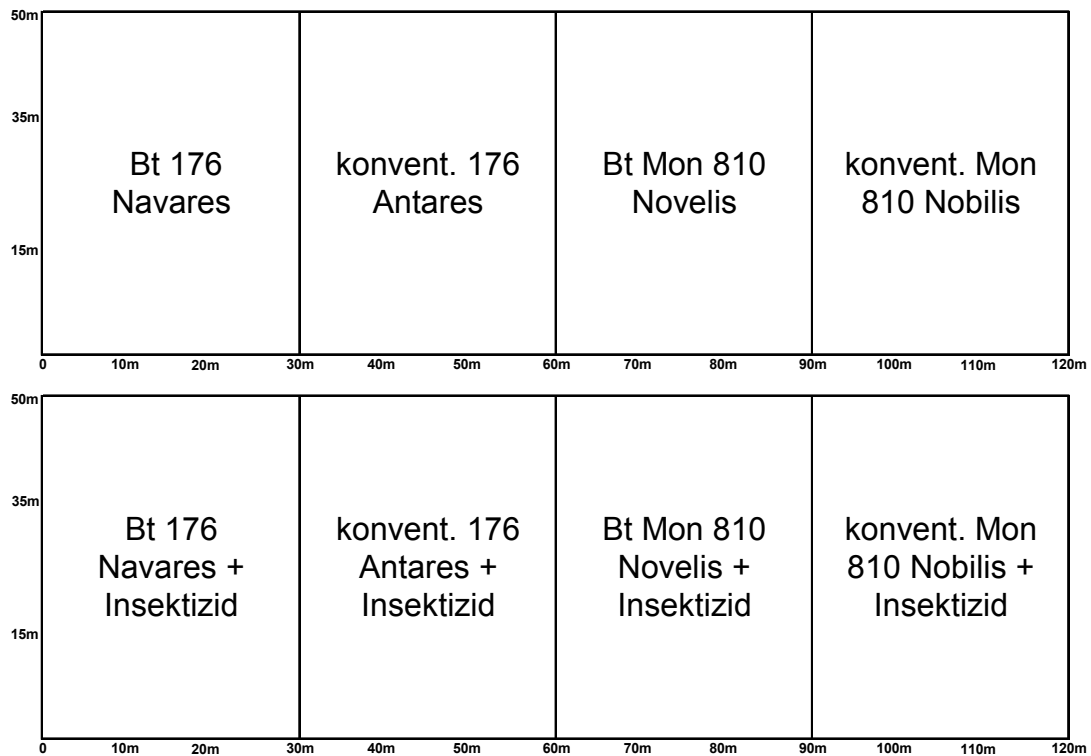 50m
35m
15m
Bt 176
Navares
konvent. 176
Antares
Bt Mon 810
Novelis
konvent. Mon
810 Nobilis
0 10m 20m 30m 40m 50m 60m 70m 80m 90m 100m 110m 120m
50m
35m
15m
Bt 176
Navares +
Insektizid
konvent. 176
Antares +
Insektizid
Bt Mon 810
Novelis +
Insektizid
konvent. Mon
810 Nobilis +
Insektizid
0 10m 20m 30m 40m 50m 60m 70m 80m 90m 100m 110m 120m